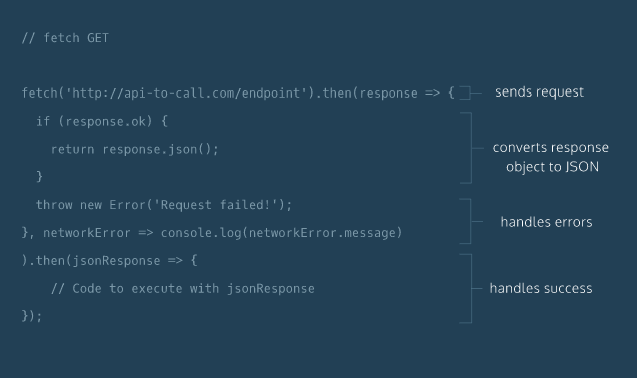 // fetch GET
fetch('http://api-to-call.com/endpoint').then(response => {
sends request
if (response.ok) {
return response.json();
}
converts response
object to JSON
throw new Error('Request failed!');
}, networkError => console.log(networkError.message)
handles errors
).then(jsonResponse => {
// Code to execute with jsonResponse
});
handles success